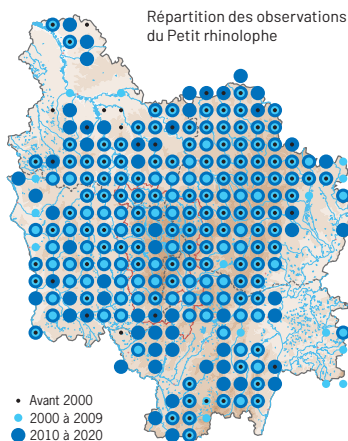 Répartition des observations
du Petit rhinolophe
Avant 2000
2000 à 2009
2010 à 2020